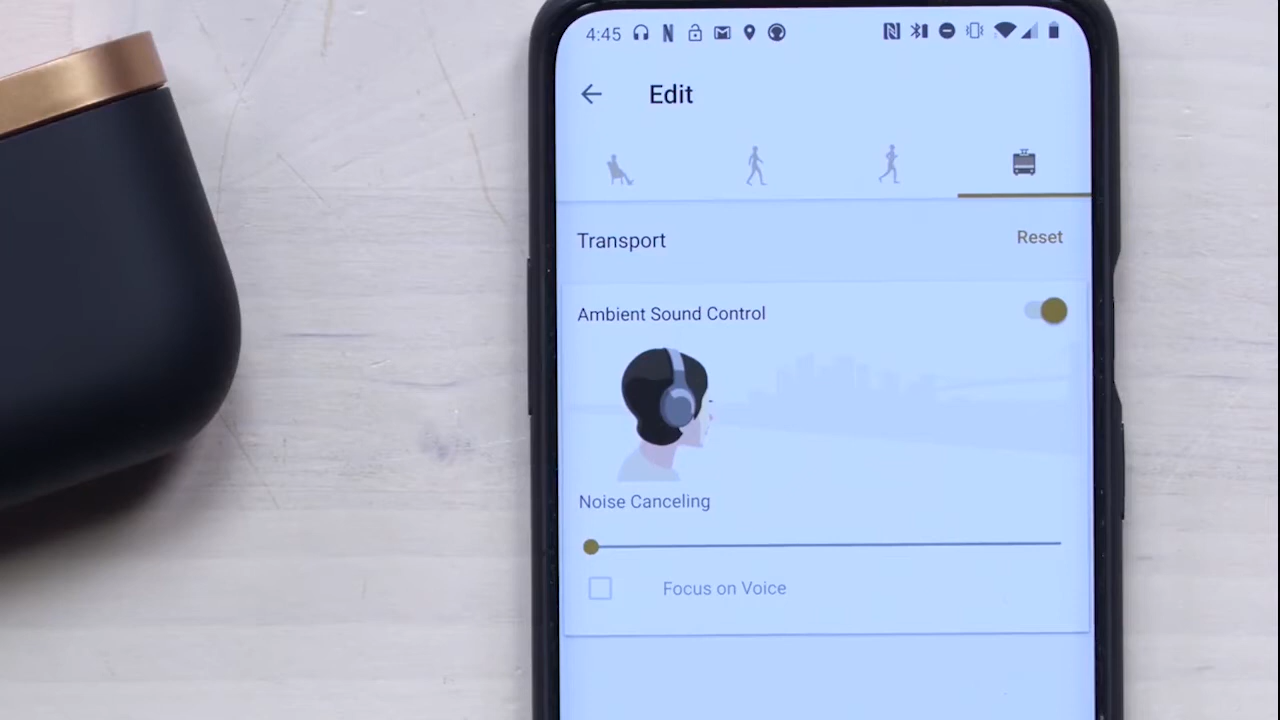 4:45
Edit
Transport
Reset
Ambient Sound Control
Noise Canceling
Focus on Voice